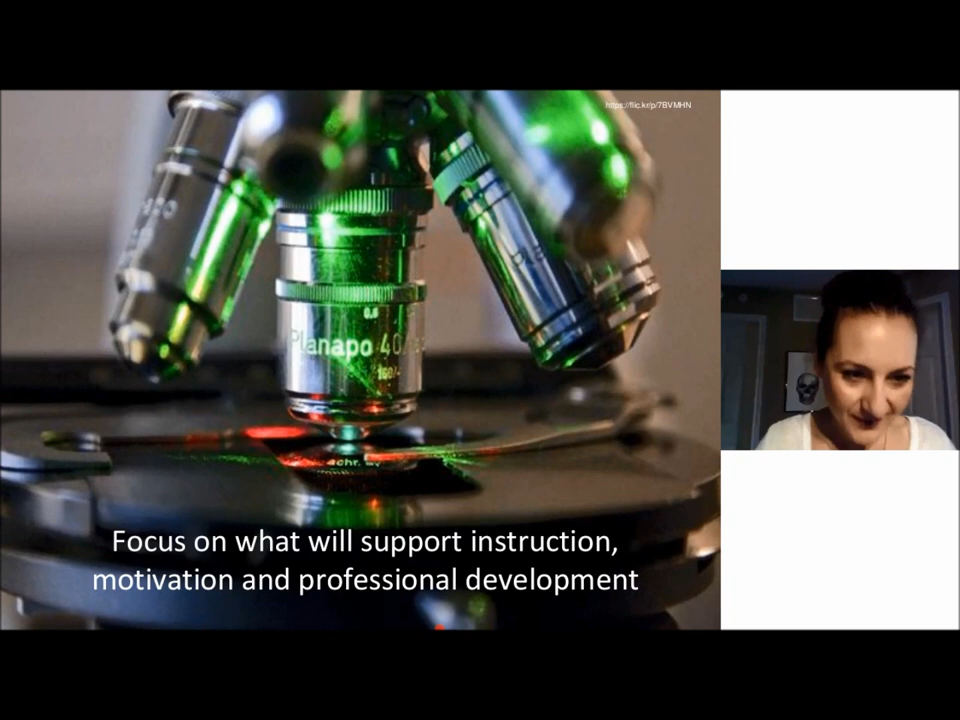 https://flic.kr/p/7BVMHN
Planapo 40/
Focus on what will support instruction,
motivation and professional development